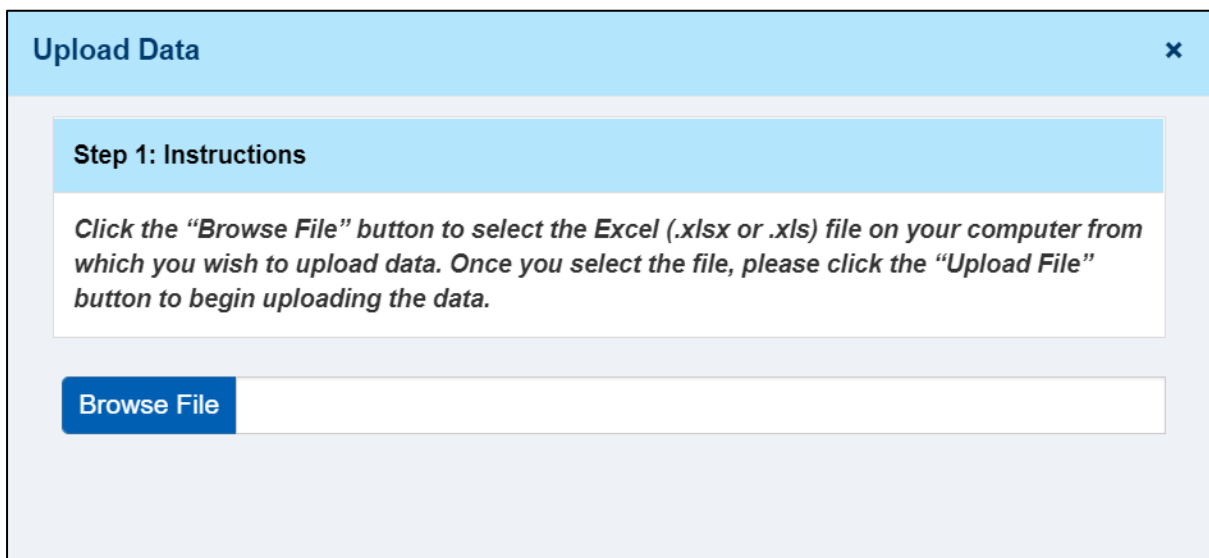 Upload Data
×
Step 1: Instructions
Click the “Browse File” button to select the Excel (.xlsx or .xls) file on your computer from
which you wish to upload data. Once you select the file, please click the “Upload File”
button to begin uploading the data.
Browse File